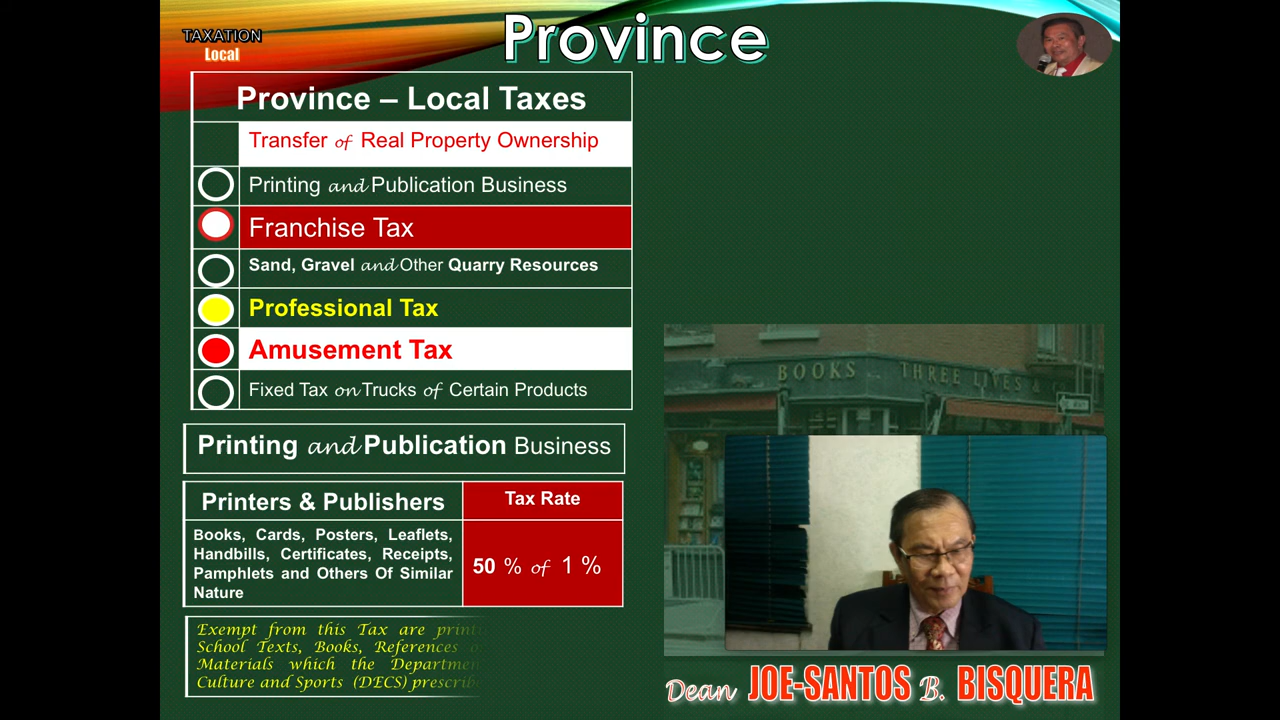 TAXATION
Local
Province
Province – Local Taxes
Transfer of Real Property Ownership
Printing and Publication Business
Franchise Tax
Sand, Gravel and Other Quarry Resources
Professional Tax
Amusement Tax
Fixed Tax on Trucks of Certain Products
Printing and Publication Business
Printers & Publishers
Tax Rate
Books, Cards, Posters, Leaflets,
Handbills, Certificates, Receipts,
Pamphlets and Others Of Similar
Nature
50 % of 1 %
Exempt from this Tax are
School Texts, Books, References
Materials which the
Culture and Sports (DECS)
BOOKS THREE LIVES & CO
Dean JOE-SANTOS B. BISQUERA